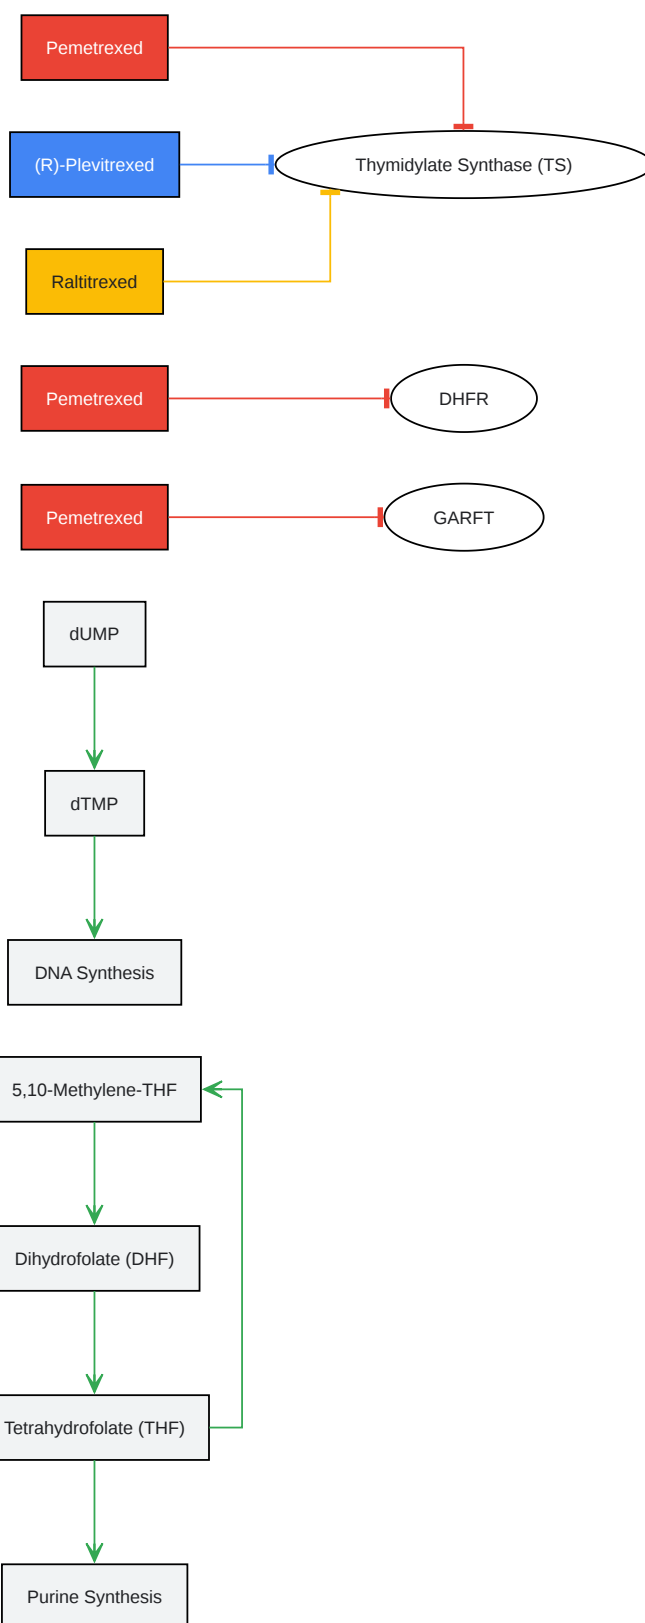 Pemetrexed
(R)-Plevitrexed
Thymidylate Synthase (TS)
Raltitrexed
Pemetrexed
DHFR
Pemetrexed
GARFT
dUMP
dTMP
DNA Synthesis
5,10-Methylene-THF
Dihydrofolate (DHF)
Tetrahydrofolate (THF)
Purine Synthesis